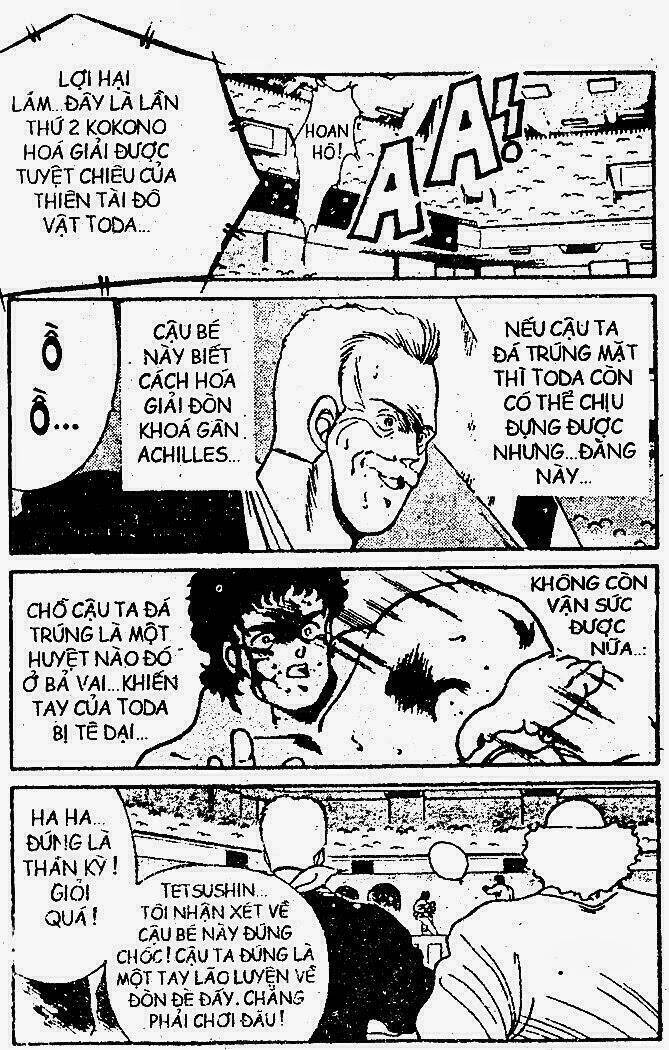 LỢI HẠI
LẮM...ĐÂY LÀ LẦN
THỨ 2 KOKONO
HOÁ GIẢI ĐƯỢC
TUYỆT CHIÊU CỦA
THIÊN TÀI ĐÔ
VẬT TODA...
HOAN
HÔ!
AA!!
NẾU CẬU TA
ĐÁ TRÚNG MẶT
THÌ TODA CÒN
CÓ THỂ CHỊU
ĐỰNG ĐƯỢC
NHƯNG...ĐẰNG
NÀY...
CẬU BÉ
NÀY BIẾT
CÁCH HÓA
GIẢI ĐÒN
KHOÁ GÂN
ACHILLES...
Ồ
Ồ...
KHÔNG CÒN
VẬN SỨC
ĐƯỢC
NỮA...
CHỖ CẬU TA ĐÁ
TRÚNG LÀ MỘT
HUYỆT NÀO ĐÓ
Ở BẢ VAI...KHIẾN
TAY CỦA TODA
BỊ TÊ DẠI...
HA HA...
ĐÚNG LÀ
THẦN KỲ!
GIỎI
QUÁ!
TETSUSHIN...
TÔI NHẬN XÉT VỀ
CẬU BÉ NÀY ĐÚNG
CHÓC! CẬU TA ĐÚNG LÀ
MỘT TAY LÃO LUYỆN VỀ
ĐÒN ĐẾ ĐẤY. CHẲNG
PHẢI CHƠI ĐÂU!